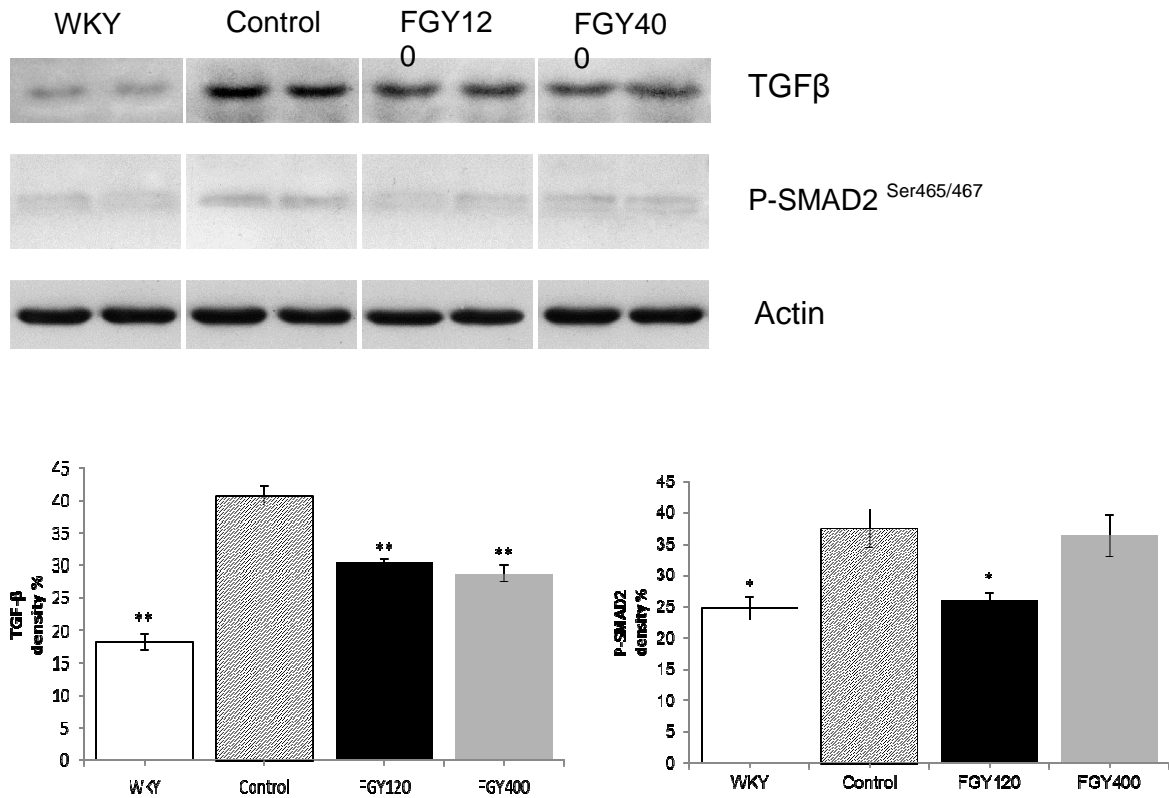 WKY Control FGY12 FGY40
0 0
TGFβ
P-SMAD2 Ser465/467
Actin
45
40
35
30
25
20
15
10
5
0
TGF-β
density %
**
**
**
WKY Control FGY120 FGY400
45
40
35
30
25
20
15
10
5
0
P-SMAD2
density %
*
*
WKY Control FGY120 FGY400